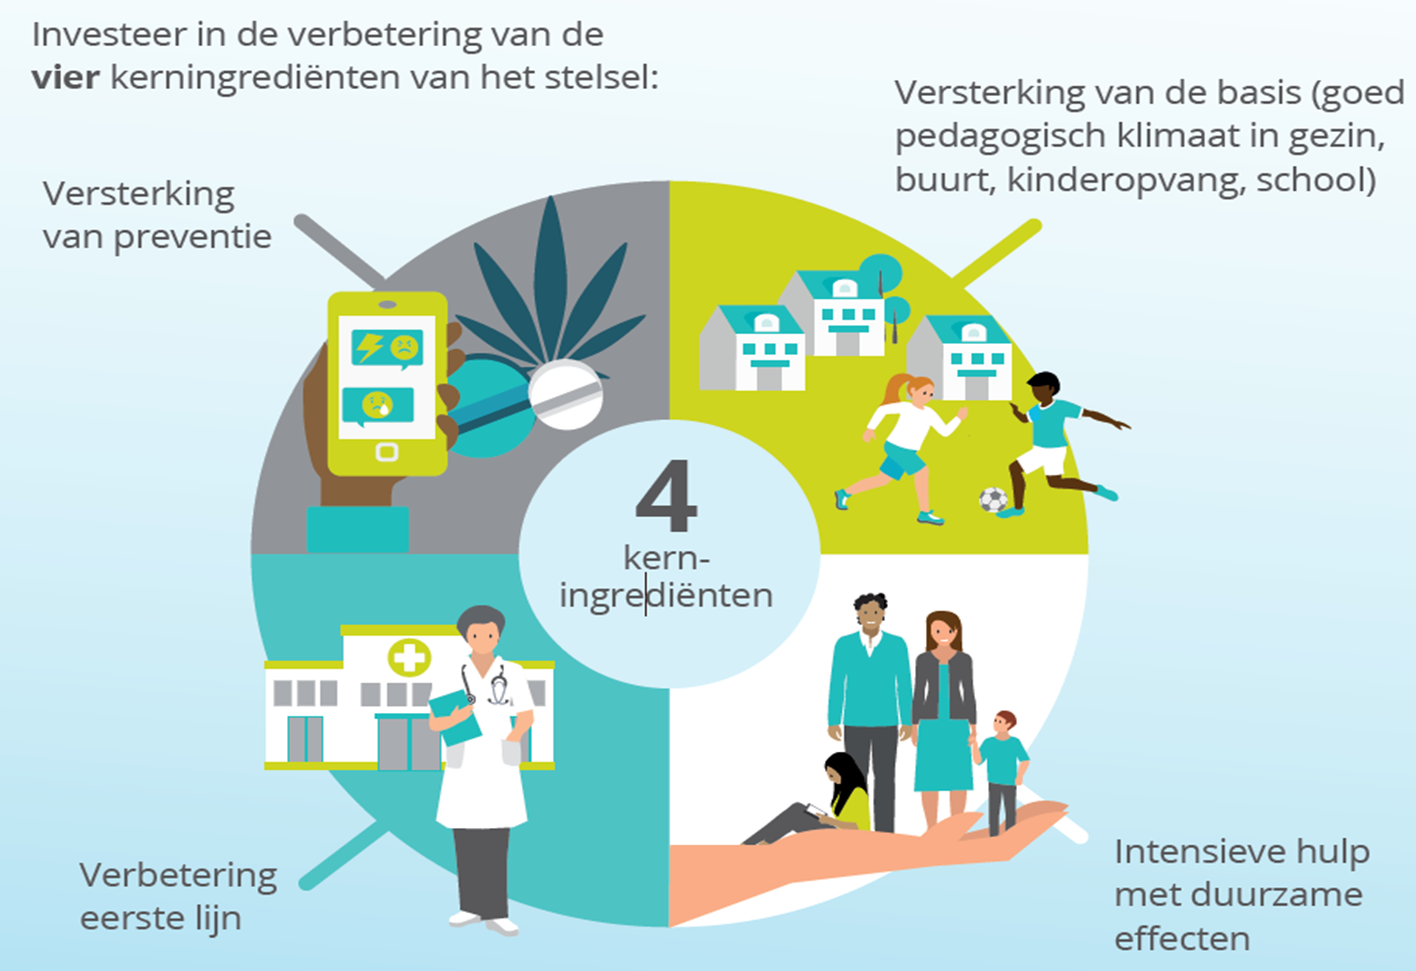 Investeer in de verbetering van de
vier kerningrediënten van het stelsel:
Versterking van de basis (goed
pedagogisch klimaat in gezin,
buurt, kinderopvang, school)
Versterking
van preventie
4
kern-
ingrediënten
Verbetering
eerste lijn
Intensieve hulp
met duurzame
effecten